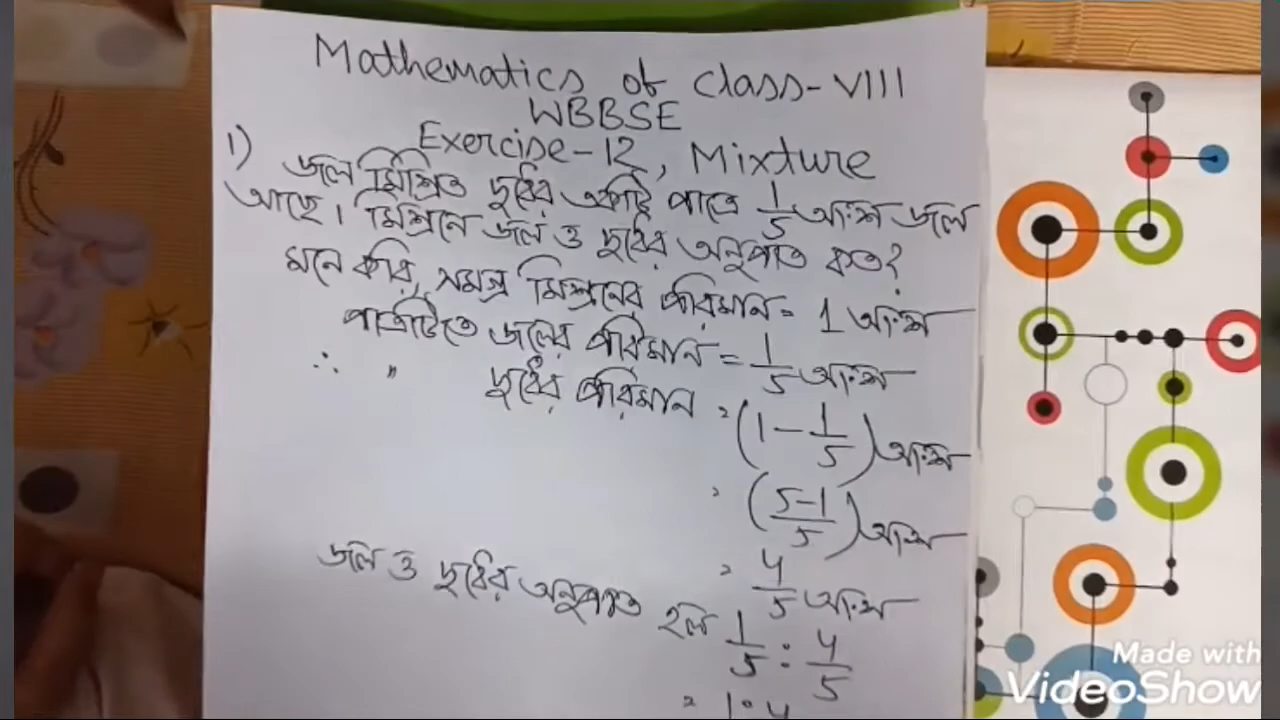 Mathematics of Class-VIII
WBBSE
Exercise-12, Mixture
1) জল মিশ্রিত দুধের একটি পাত্রে 1/5 অংশ জল
আছে। মিশ্রনে জল ও দুধের অনুপাত কত?
মনে করি, সমগ্র মিশ্রনের পরিমান = 1 অংশ
পাত্রটিতে জলের পরিমান = 1/5 অংশ
∴ " দুধের পরিমান = (1 - 1/5) অংশ
= (5-1/5) অংশ
= 4/5 অংশ
জল ও দুধের অনুপাত হল 1/5 : 4/5
= 1:4
Made with
VideoShow